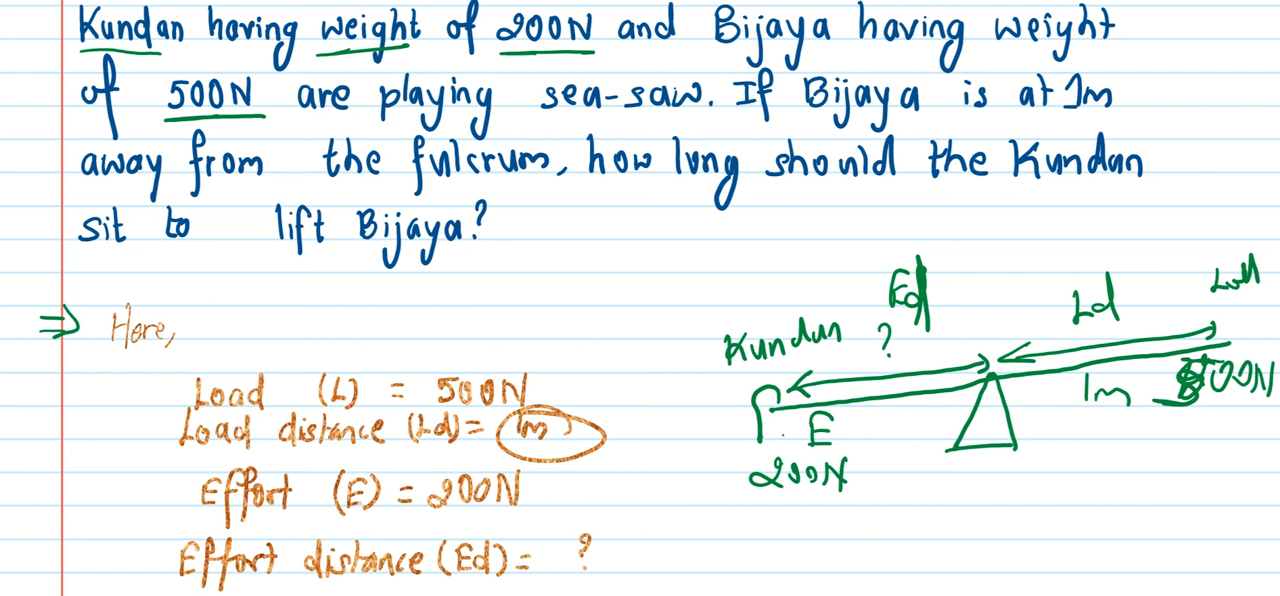 Kundan having weight of 200N and Bijaya having weight
of 500N are playing sea-saw. If Bijaya is at 1m
away from the fulcrum, how long should the Kundan
sit to lift Bijaya?
⇒ Here,
Load (L) = 500N
Load distance (Ld) = 1m
Effort (E) = 200N
Effort distance (Ed) = ?
Ed
Ld
Kundan ?
1m 500N
E
200N